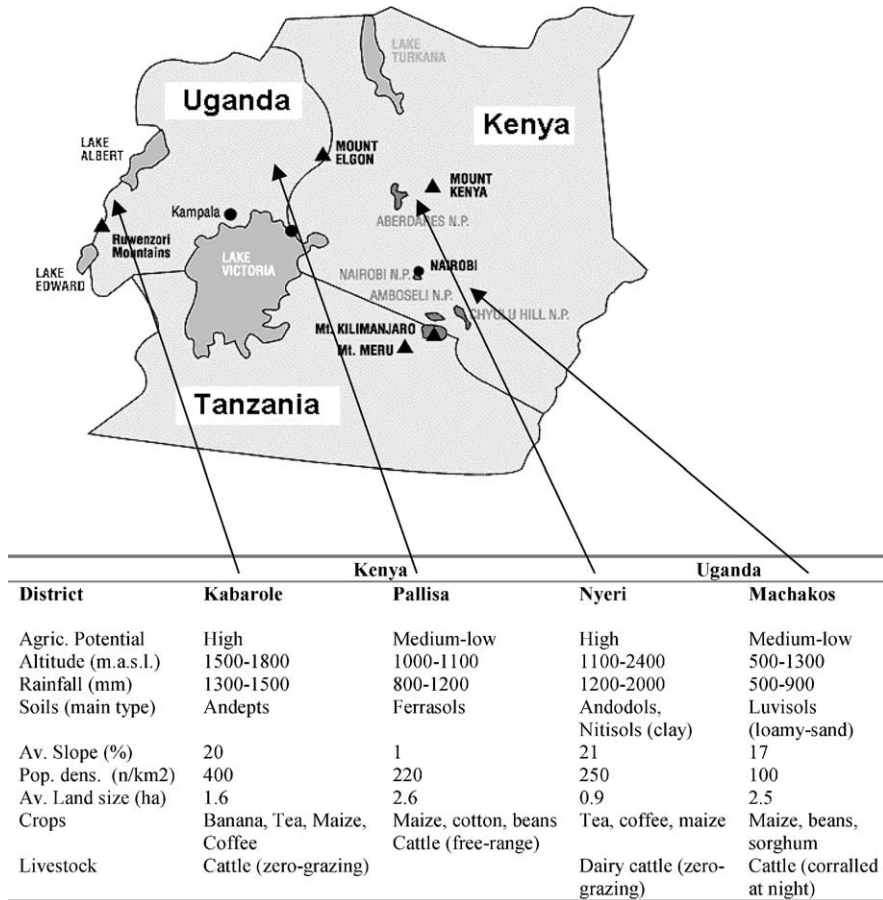 LAKE
TURKANA
Uganda
Kenya
LAKE
ALBERT
MOUNT
ELGON
MOUNT
KENYA
Kampala
ABERDARES N.P.
Ruwenzori
Mountains
LAKE
VICTORIA
LAKE
EDWARD
NAIROBI
NAIROBI N.P.
AMBOSELI N.P.
CHYULU HILL N.P.
Mt. KILIMANJARO
Mt. MERU
Tanzania
Kenya Uganda
District Kabarole Pallisa Nyeri Machakos
Agric. Potential High Medium-low High Medium-low
Altitude (m.a.s.l.) 1500-1800 1000-1100 1100-2400 500-1300
Rainfall (mm) 1300-1500 800-1200 1200-2000 500-900
Soils (main type) Andepts Ferrasols Andodols, Luvisols
Nitisols (clay) (loamy-sand)
Av. Slope (%) 20 1 21 17
Pop. dens. (n/km2) 400 220 250 100
Av. Land size (ha) 1.6 2.6 0.9 2.5
Crops Banana, Tea, Maize, Maize, cotton, beans Tea, coffee, maize Maize, beans,
Coffee Cattle (free-range) sorghum
Livestock Cattle (zero-grazing) Dairy cattle (zero- Cattle (corralled
grazing) at night)